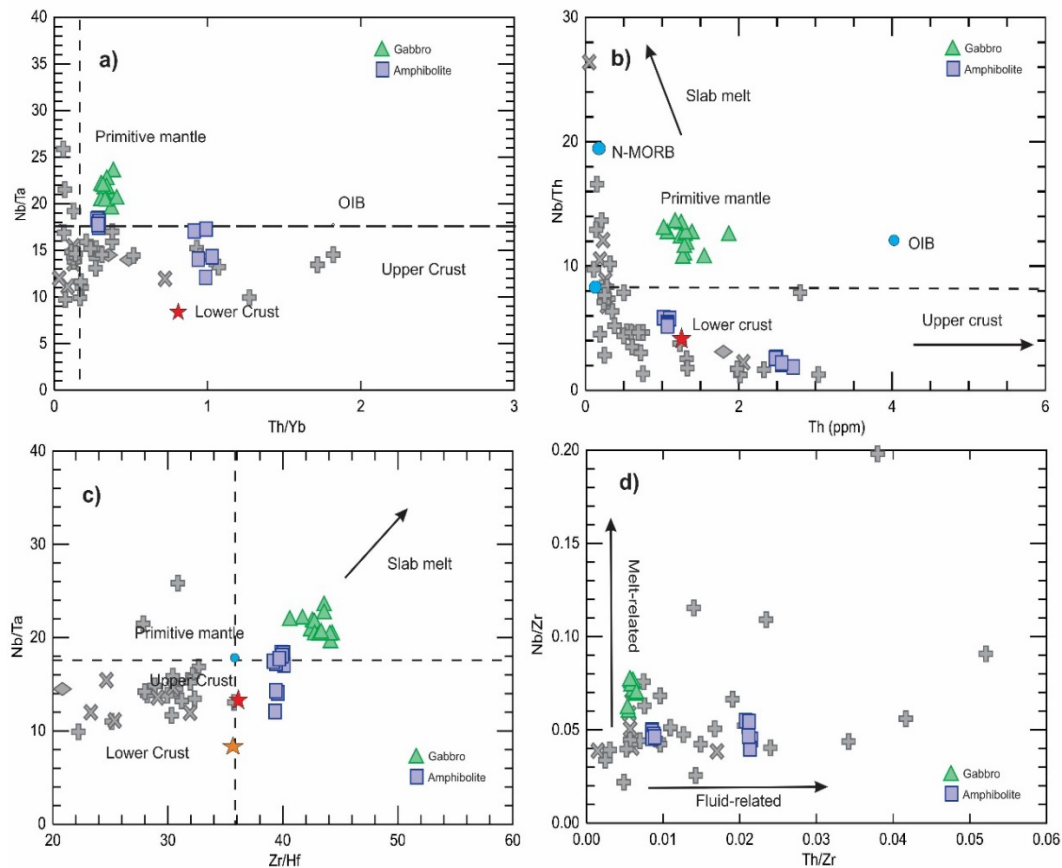 a)
Gabbro
Amphibolite
Primitive mantle
OIB
Upper Crust
Lower Crust
Nb/Ta
40
30
25
20
15
10
0
0
1
2
3
Th/Yb
b)
Gabbro
Amphibolite
Slab melt
N-MORB
Primitive mantle
OIB
Lower crust
Upper crust
Nb/Th
30
20
10
0
0
2
4
6
Th (ppm)
c)
Slab melt
Primitive mantle
Upper Crust
Lower Crust
Gabbro
Amphibolite
Nb/Ta
40
30
20
10
0
20
30
40
50
60
Zr/Hf
d)
Melt-related
Fluid-related
Gabbro
Amphibolite
Nb/Zr
0.20
0.15
0.10
0.05
0.00
0.00
0.01
0.02
0.03
0.04
0.05
0.06
Th/Zr